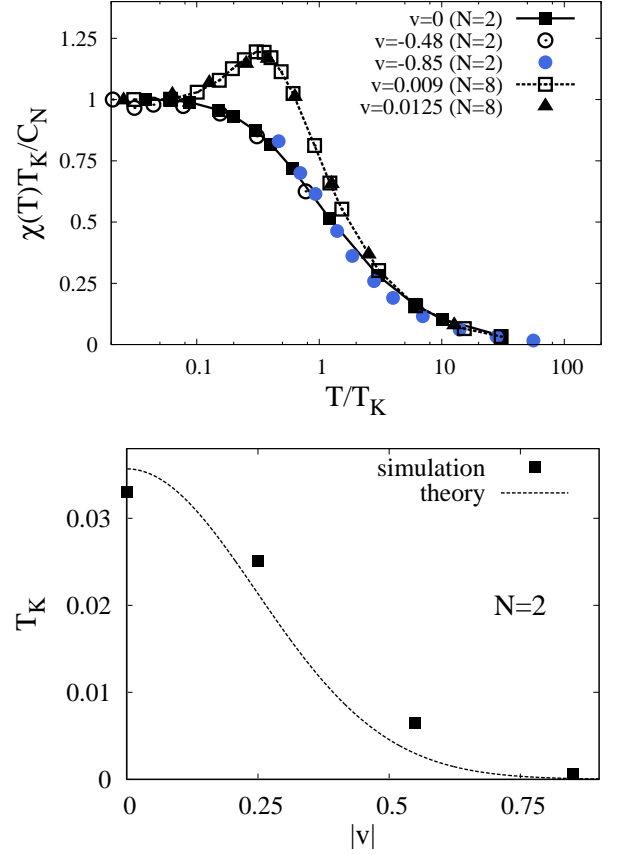 χ(T)T_K/C_N
1.25
1
0.75
0.5
0.25
0
v=0 (N=2)
v=-0.48 (N=2)
v=-0.85 (N=2)
v=0.009 (N=8)
v=0.0125 (N=8)
0.1 1 10 100
T/T_K
T_K
0.03
0.02
0.01
0
simulation
theory
N=2
0 0.25 0.5 0.75
|v|